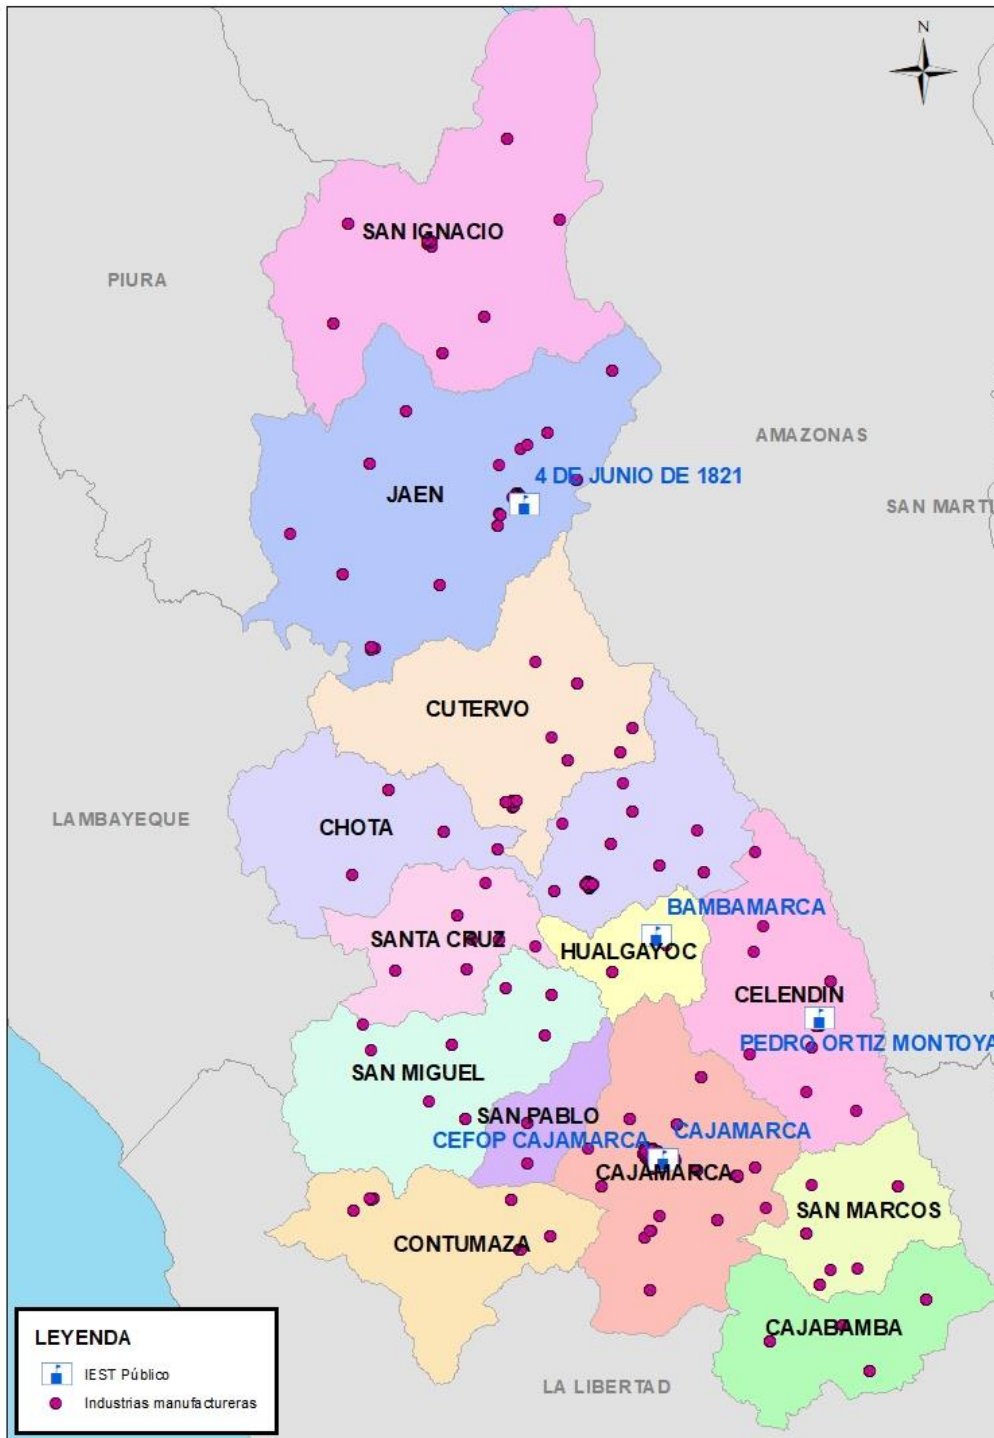 N
SAN IGNACIO
PIURA
AMAZONAS
4 DE JUNIO DE 1821
JAEN
SAN MARTI
CUTERVO
LAMBAYEQUE
CHOTA
BAMBAMARCA
SANTA CRUZ
HUALGAYOC
CELENDIN
PEDRO ORTIZ MONTOYA
SAN MIGUEL
SAN PABLO
CEFOP CAJAMARCA
CAJAMARCA
CAJAMARCA
SAN MARCOS
CONTUMAZA
CAJABAMBA
LA LIBERTAD
LEYENDA
IEST Público
Industrias manufactureras